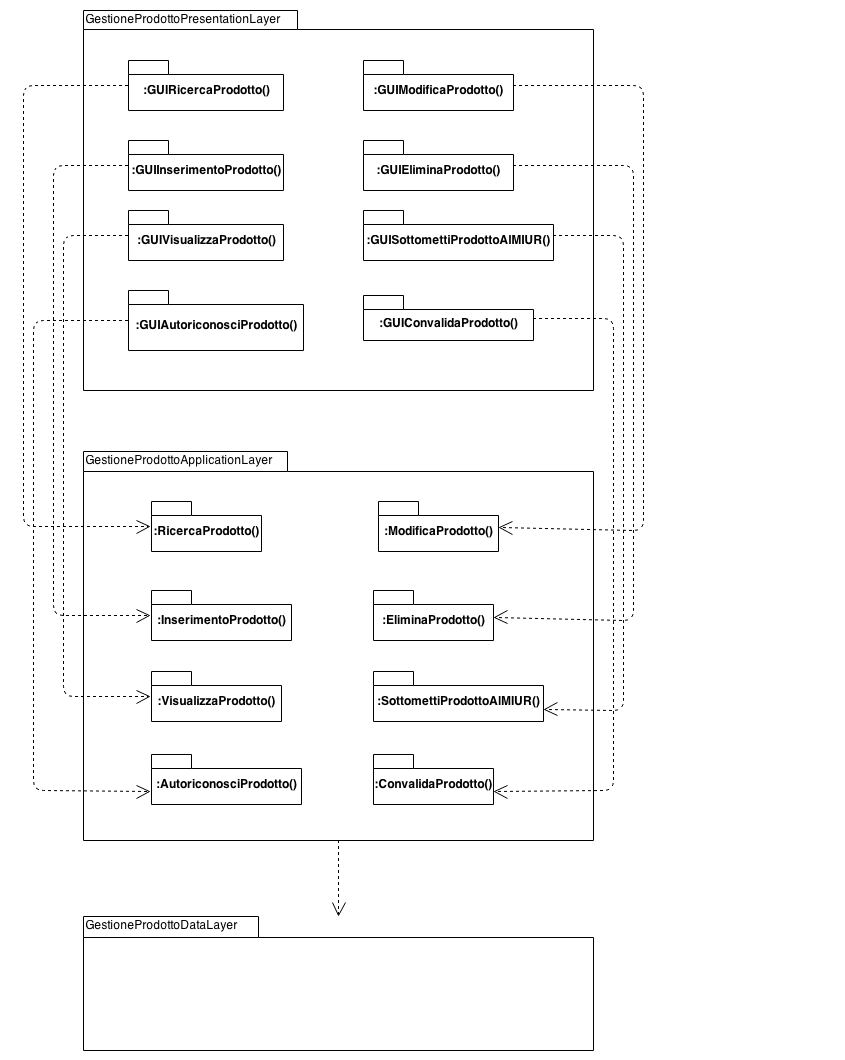 GestioneProdottoPresentationLayer
:GUIRicercaProdotto()
:GUIModificaProdotto()
:GUIInserimentoProdotto()
:GUIEliminaProdotto()
:GUIVisualizzaProdotto()
:GUISottomettiProdottoAlMIUR()
:GUIAutoriconosciProdotto()
:GUIConvalidaProdotto()
GestioneProdottoApplicationLayer
:RicercaProdotto()
:ModificaProdotto()
:InserimentoProdotto()
:EliminaProdotto()
:VisualizzaProdotto()
:SottomettiProdottoAlMIUR()
:AutoriconosciProdotto()
:ConvalidaProdotto()
GestioneProdottoDataLayer